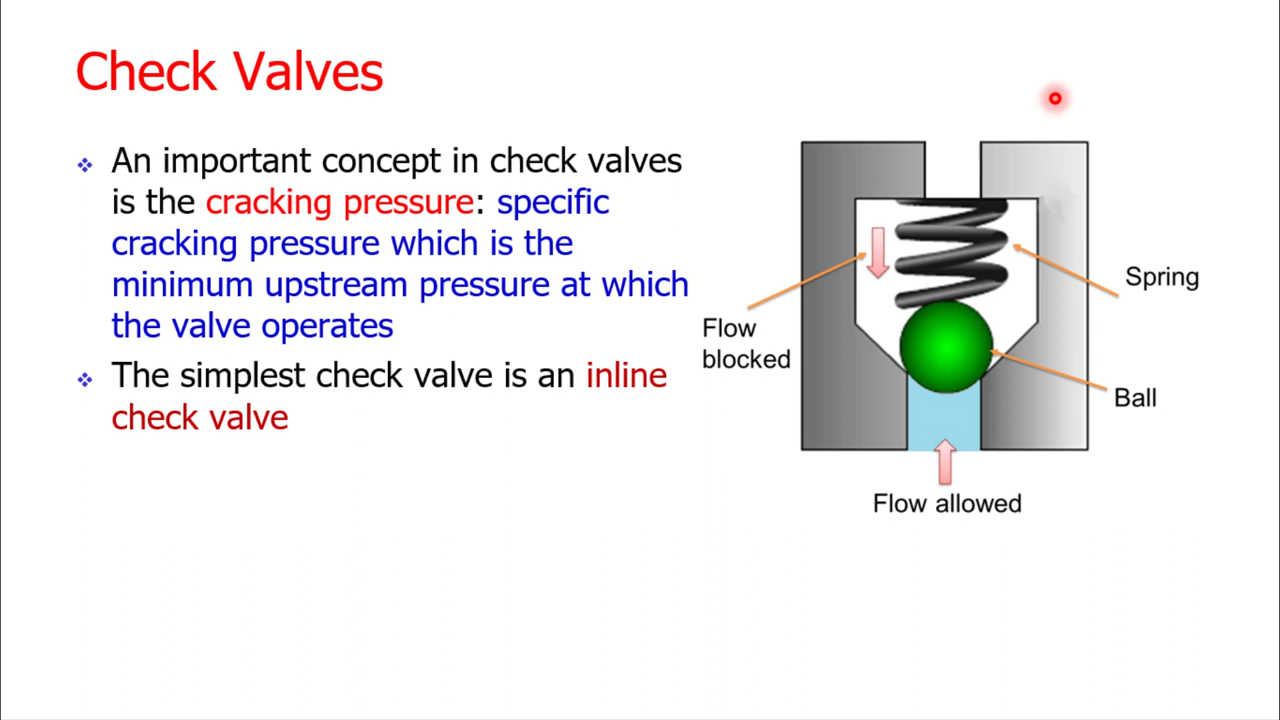 Check Valves
An important concept in check valves
is the cracking pressure: specific
cracking pressure which is the
minimum upstream pressure at which
the valve operates
The simplest check valve is an inline
check valve
Spring
Flow
blocked
Ball
Flow allowed